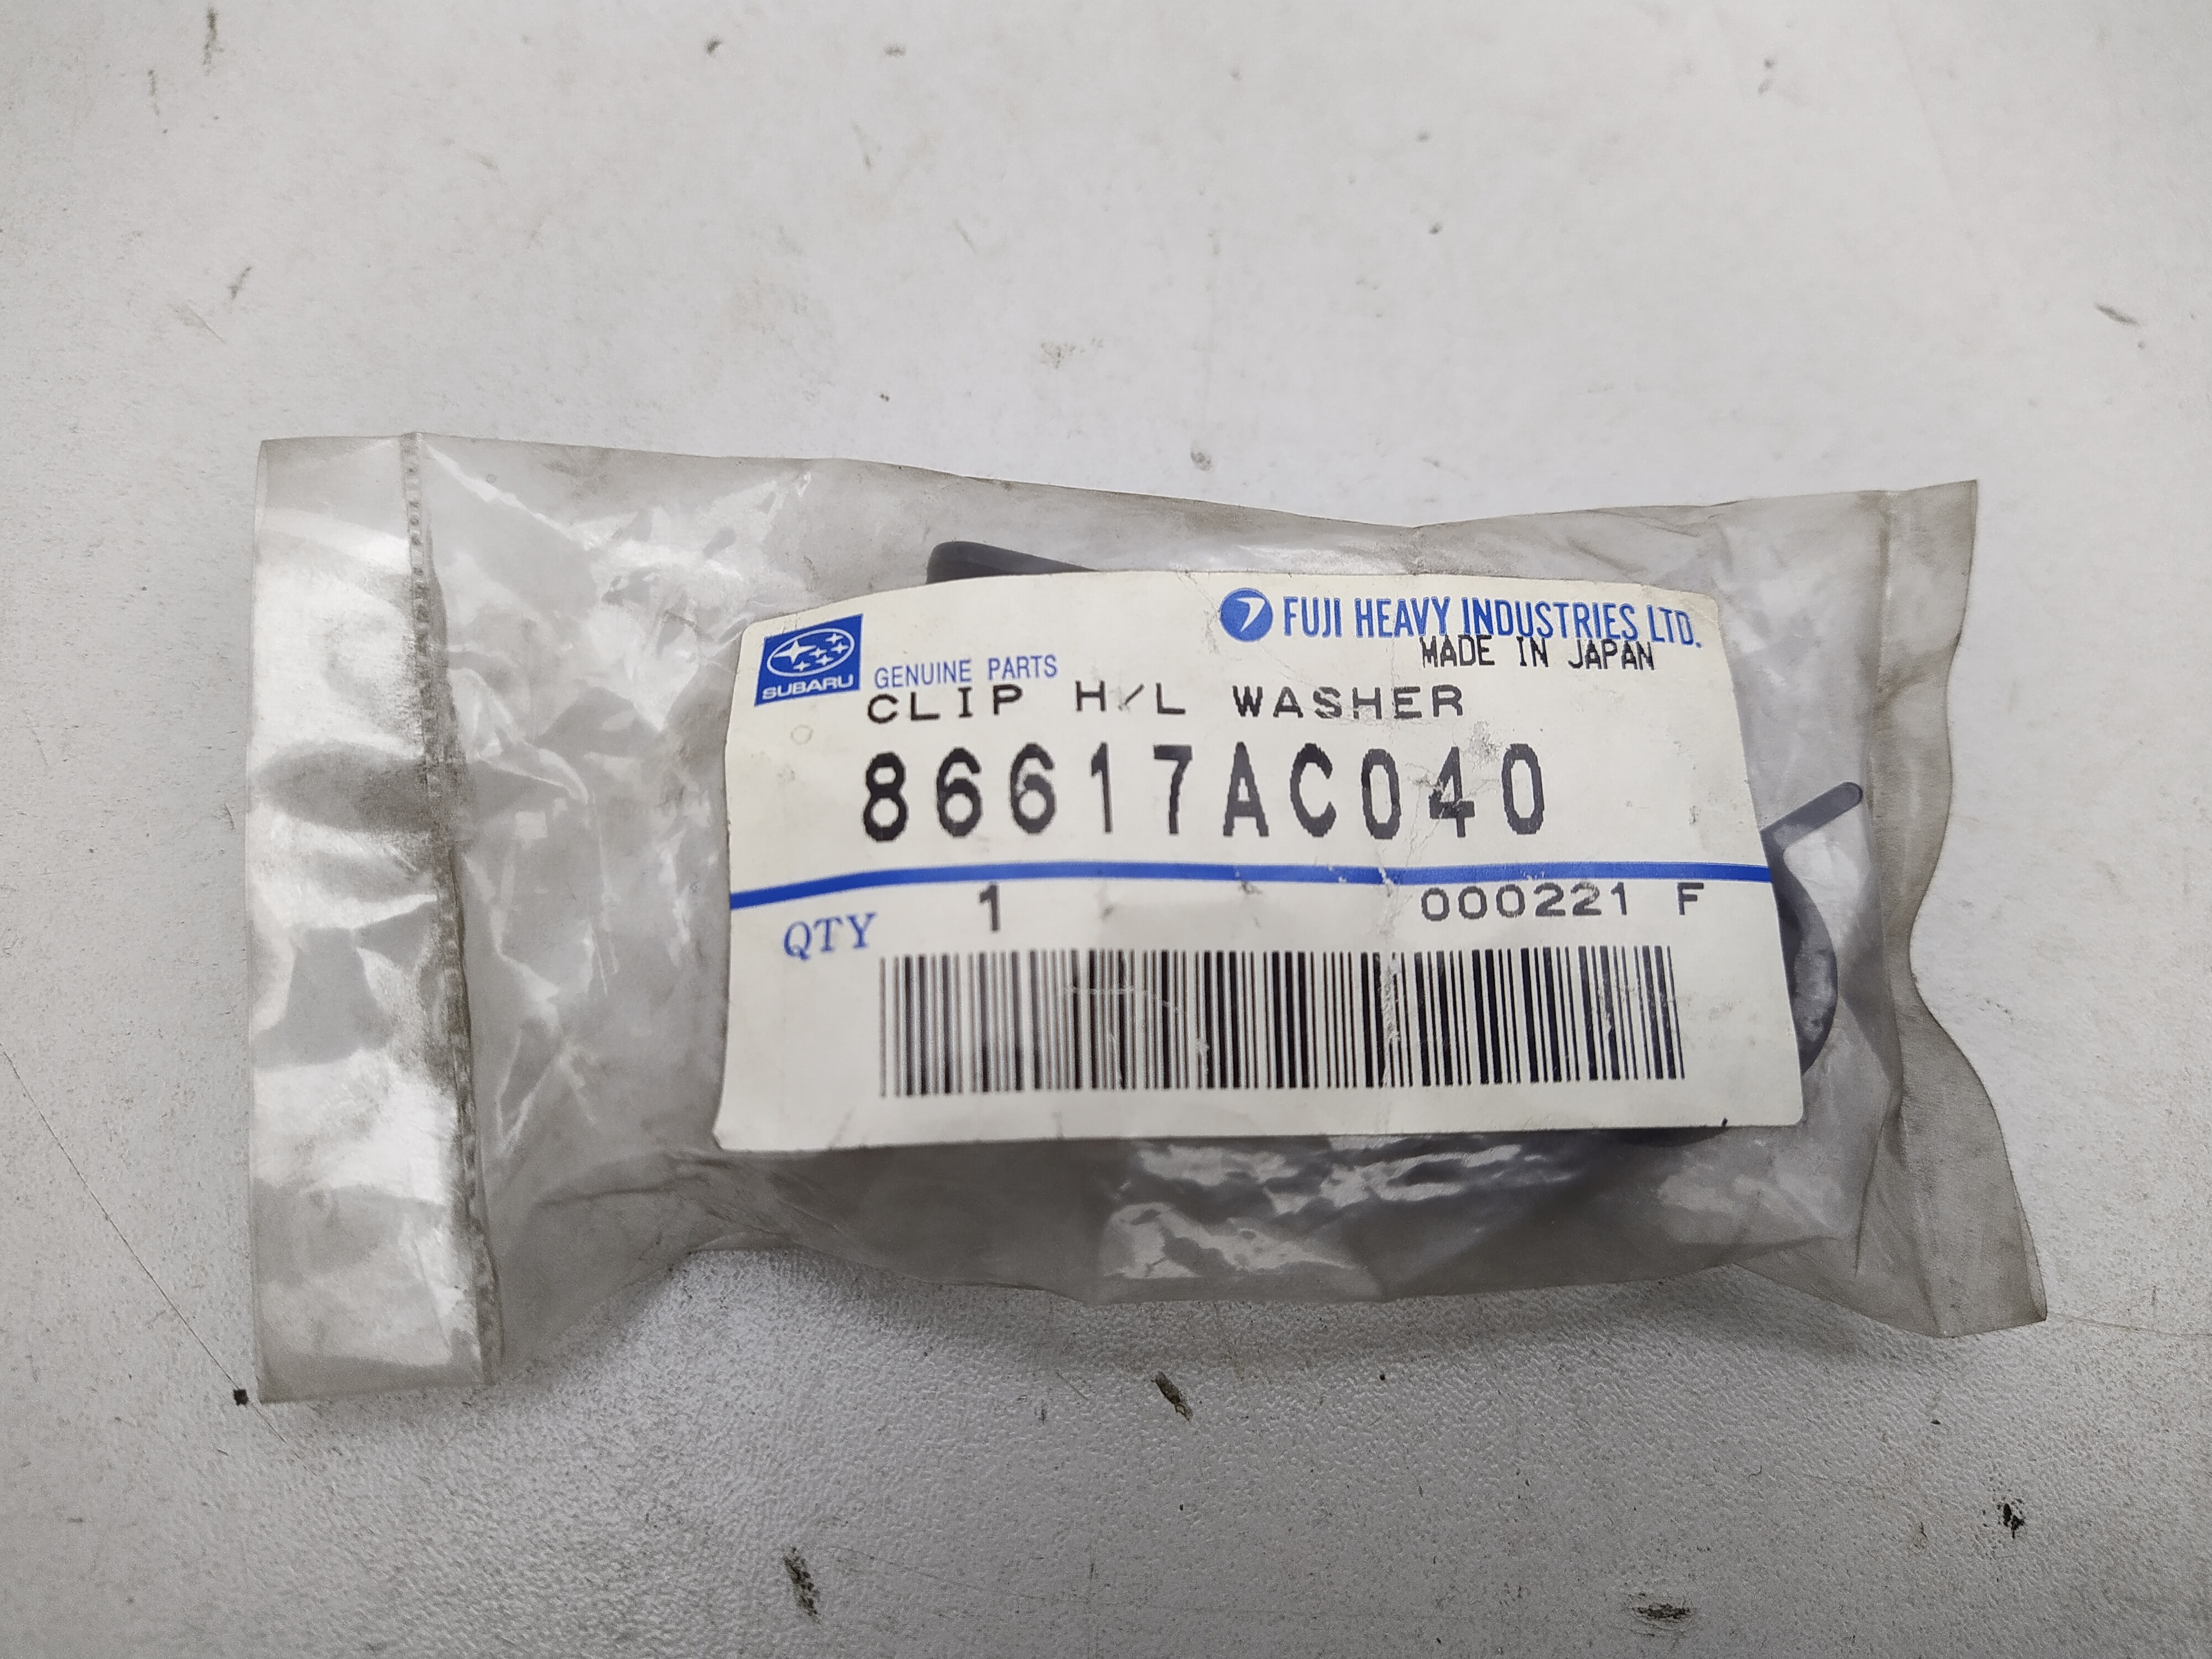 FUJI HEAVY INDUSTRIES LTD.
MADE IN JAPAN
SUBARU
GENUINE PARTS
CLIP H/L WASHER
86617AC040
QTY 1 000221 F